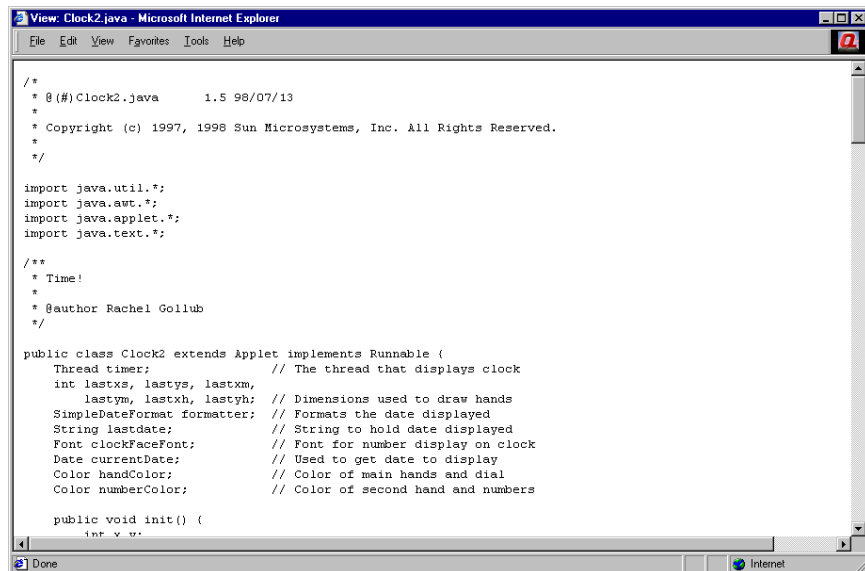 View: Clock2.java - Microsoft Internet Explorer
File Edit View Favorites Tools Help
/*
 * @(#)Clock2.java      1.5 98/07/13
 *
 * Copyright (c) 1997, 1998 Sun Microsystems, Inc. All Rights Reserved.
 *
 */
import java.util.*;
import java.awt.*;
import java.applet.*;
import java.text.*;
/**
 * Time!
 *
 * @author Rachel Gollub
 */
public class Clock2 extends Applet implements Runnable {
    Thread timer;                // The thread that displays clock
    int lastxs, lastys, lastxm,
        lastym, lastxh, lastyh;  // Dimensions used to draw hands
    SimpleDateFormat formatter;  // Formats the date displayed
    String lastdate;             // String to hold date displayed
    Font clockFaceFont;          // Font for number display on clock
    Date currentDate;            // Used to get date to display
    Color handColor;             // Color of main hands and dial
    Color numberColor;           // Color of second hand and numbers
    public void init() {
        int x,y;
Done Internet